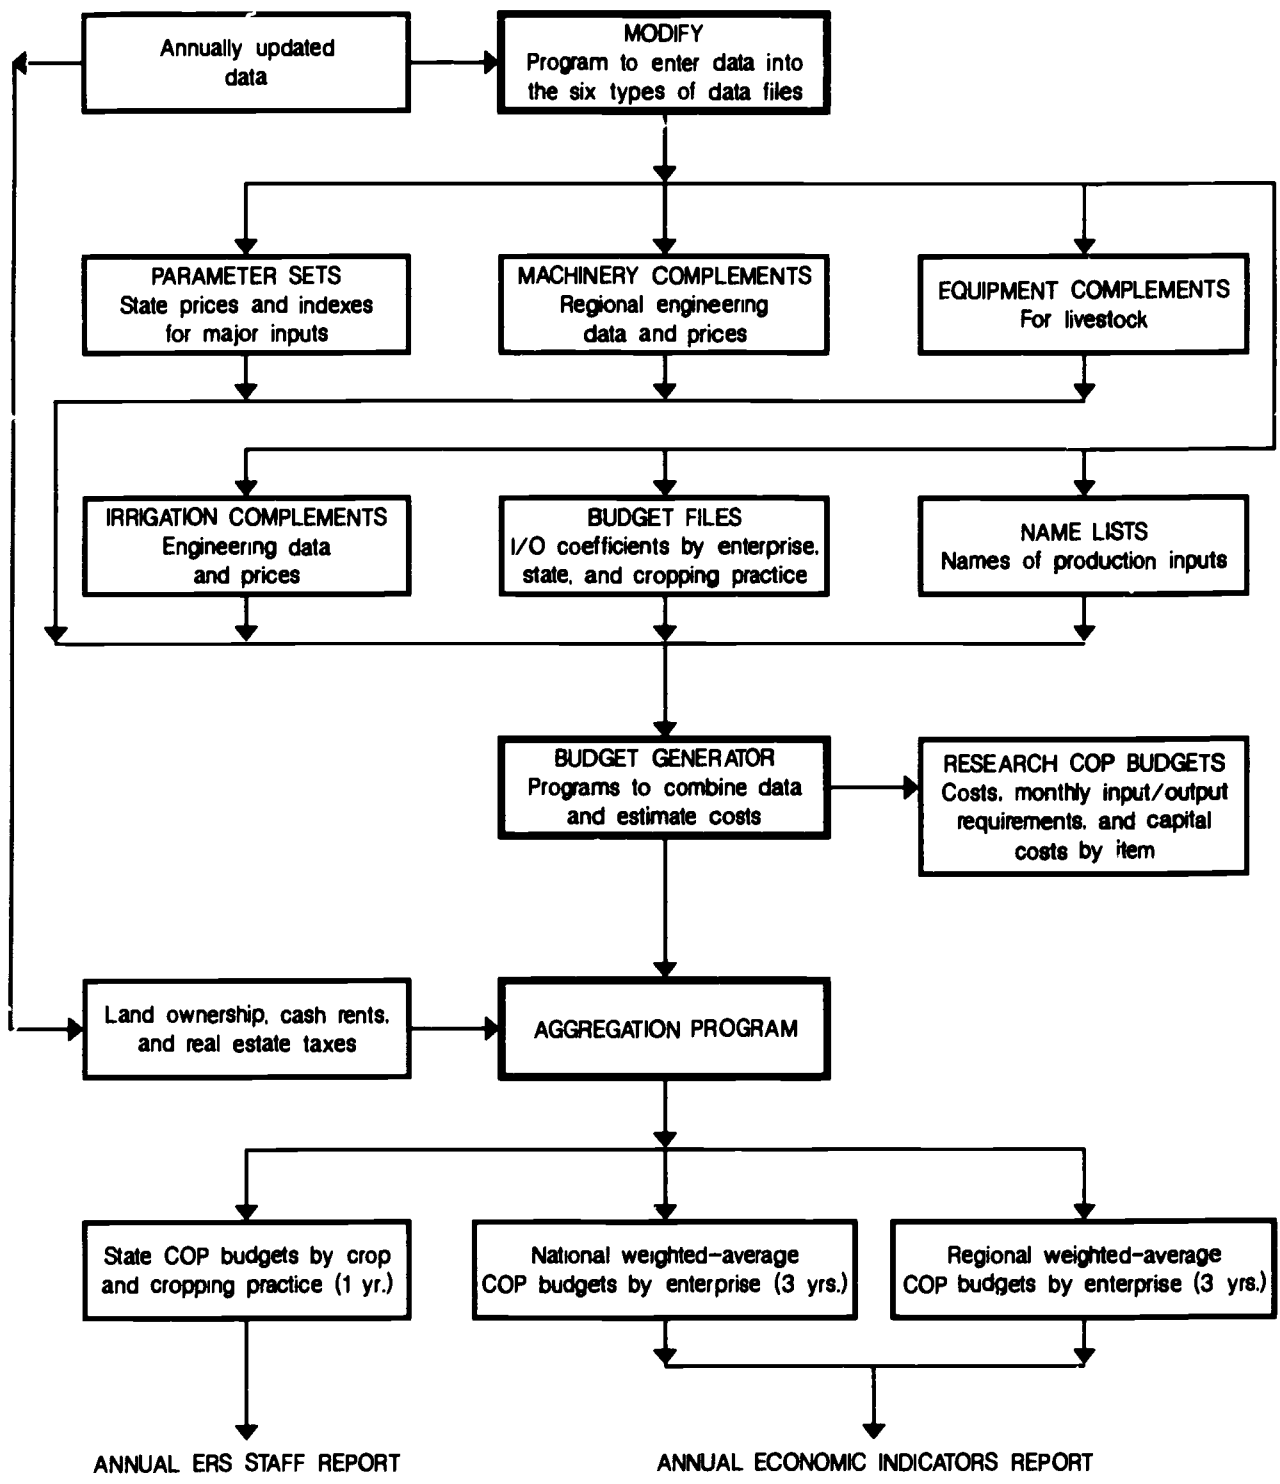 Annually updated
data
MODIFY
Program to enter data into
the six types of data files
PARAMETER SETS
State prices and indexes
for major inputs
MACHINERY COMPLEMENTS
Regional engineering
data and prices
EQUIPMENT COMPLEMENTS
For livestock
IRRIGATION COMPLEMENTS
Engineering data
and prices
BUDGET FILES
I/O coefficients by enterprise,
state, and cropping practice
NAME LISTS
Names of production inputs
BUDGET GENERATOR
Programs to combine data
and estimate costs
RESEARCH COP BUDGETS
Costs, monthly input/output
requirements, and capital
costs by item
Land ownership, cash rents,
and real estate taxes
AGGREGATION PROGRAM
State COP budgets by crop
and cropping practice (1 yr.)
National weighted-average
COP budgets by enterprise (3 yrs.)
Regional weighted-average
COP budgets by enterprise (3 yrs.)
ANNUAL ERS STAFF REPORT
ANNUAL ECONOMIC INDICATORS REPORT